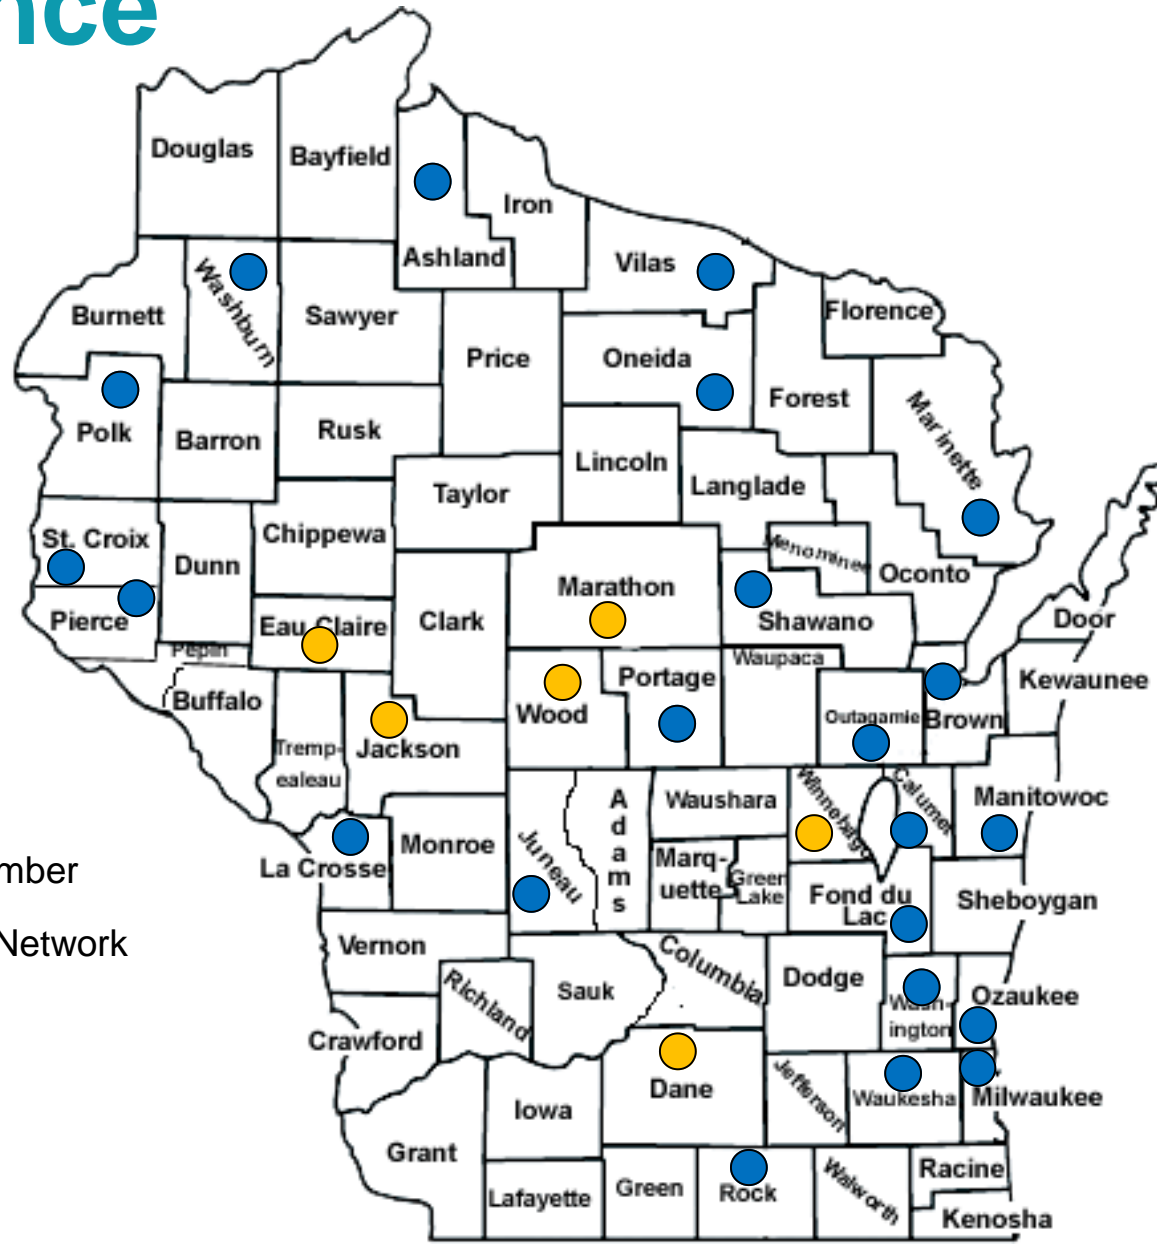 nce
Douglas
Bayfield
Iron
Ashland
Vilas
Washburn
Florence
Burnett
Sawyer
Price
Oneida
Forest
Marinette
Polk
Barron
Rusk
Lincoln
Langlade
Taylor
St. Croix
Chippewa
Dunn
Menominee
Oconto
Marathon
Pierce
Eau Claire
Clark
Shawano
Door
Pepin
Waupaca
Buffalo
Portage
Kewaunee
Wood
Outagamie
Brown
Tremp-
ealeau
Jackson
Winnebago
Calumet
Waushara
Manitowoc
A
d
a
m
s
Juneau
Monroe
La Crosse
Marq-
uette
Green
Lake
Fond du
Lac
Sheboygan
mber
Network
Vernon
Columbia
Dodge
Richland
Sauk
Wash-
ington
Ozaukee
Crawford
Dane
Jefferson
Waukesha
Milwaukee
Iowa
Grant
Lafayette
Green
Rock
Walworth
Racine
Kenosha